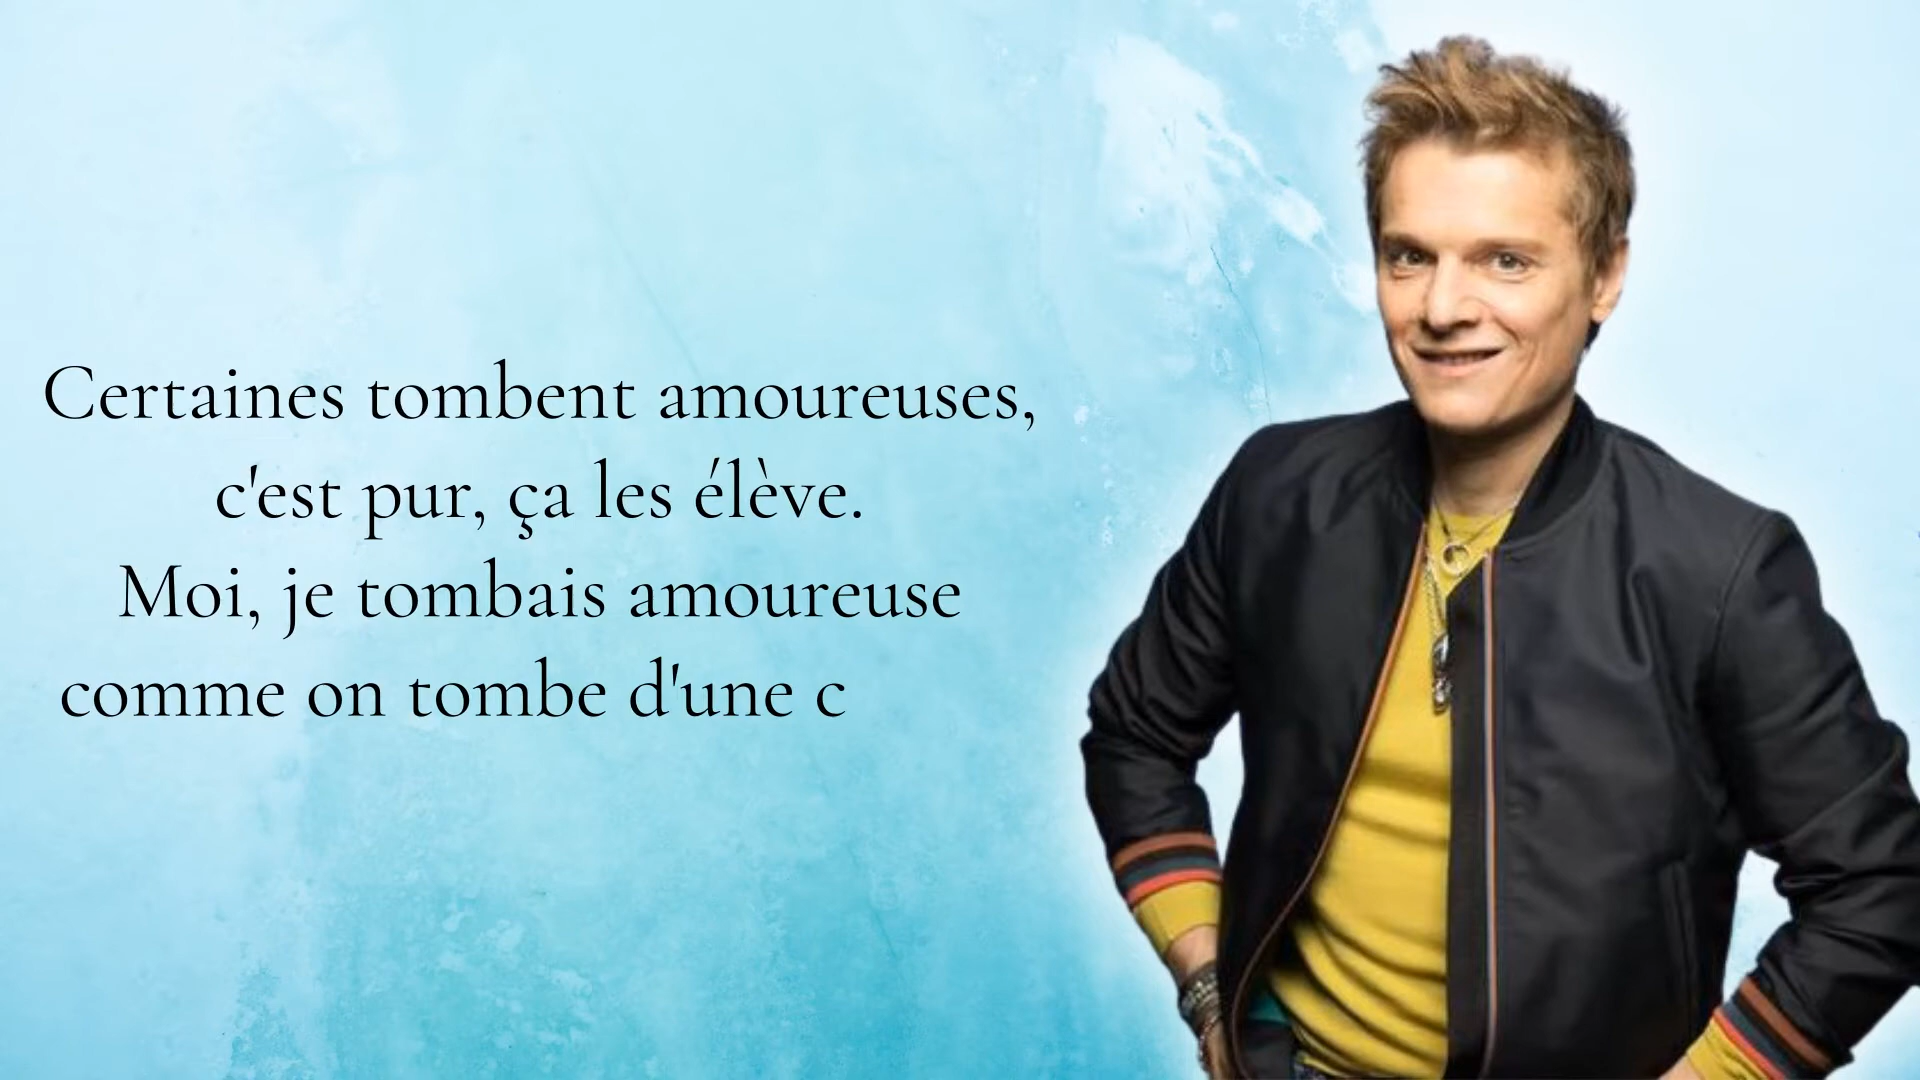 Certaines tombent amoureuses,
c'est pur, ça les élève.
Moi, je tombais amoureuse
comme on tombe d'une c